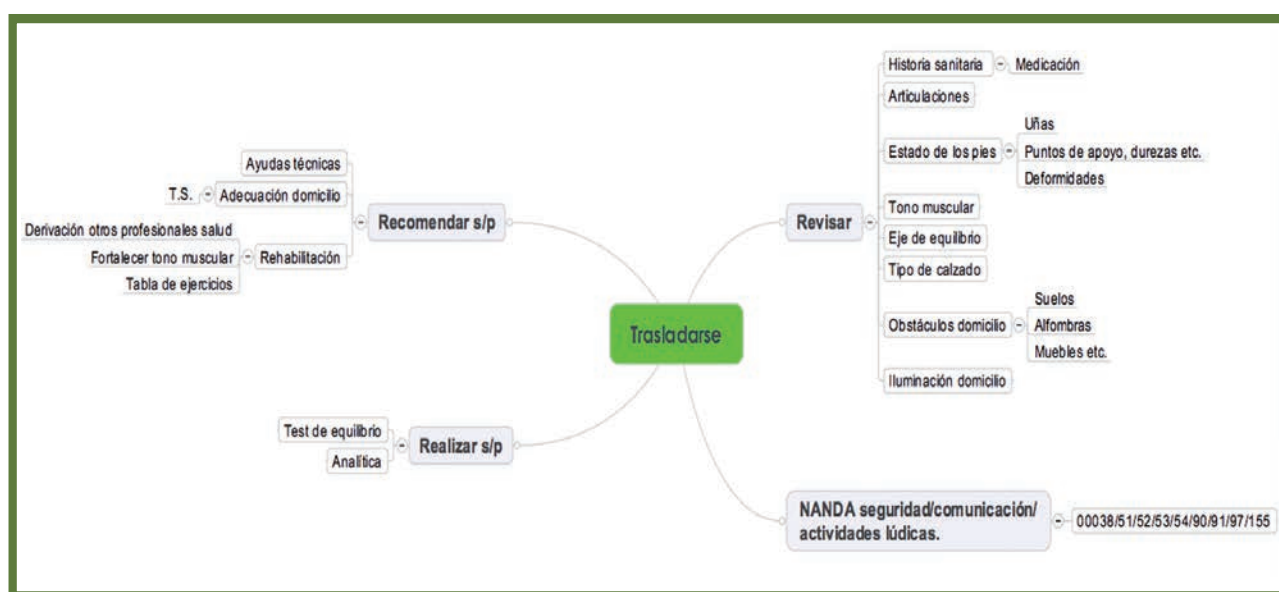 Trasladarse
Recomendar s/p
Ayudas técnicas
Adecuación domicilio
T.S.
Rehabilitación
Derivación otros profesionales salud
Fortalecer tono muscular
Tabla de ejercicios
Realizar s/p
Test de equilibrio
Analítica
Revisar
Historia sanitaria
Medicación
Articulaciones
Estado de los pies
Uñas
Puntos de apoyo, durezas etc.
Deformidades
Tono muscular
Eje de equilibrio
Tipo de calzado
Obstáculos domicilio
Suelos
Alfombras
Muebles etc.
Iluminación domicilio
NANDA seguridad/comunicación/
actividades lúdicas.
00038/51/52/53/54/90/91/97/155